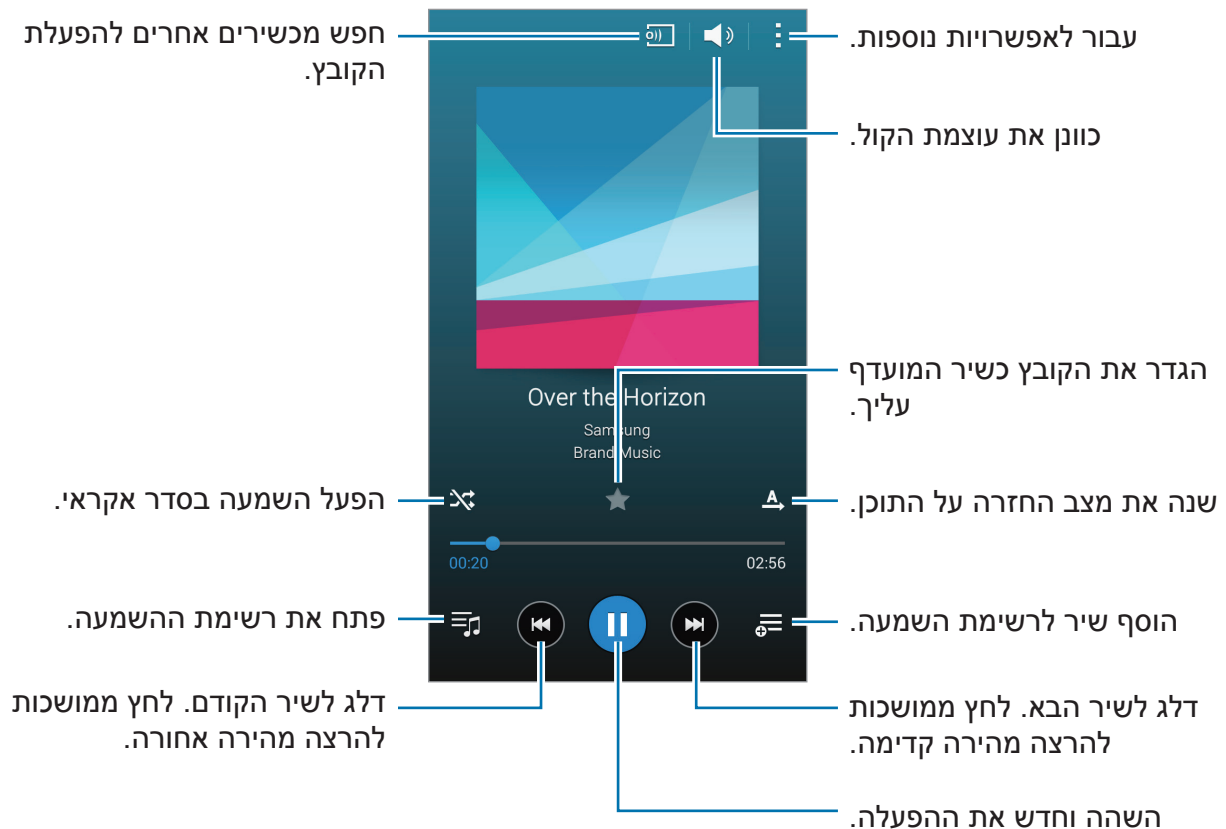 חפש מכשירים אחרים להפעלת
הקובץ.
עבור לאפשרויות נוספות.
כוונן את עוצמת הקול.
הגדר את הקובץ כשיר המועדף
עליך.
Over the Horizon
Samsung
Brand Music
הפעל השמעה בסדר אקראי.
A
שנה את מצב החזרה על התוכן.
00:20
02:56
פתח את רשימת ההשמעה.
הוסף שיר לרשימת השמעה.
דלג לשיר הקודם. לחץ ממושכות
להרצה מהירה אחורה.
דלג לשיר הבא. לחץ ממושכות
להרצה מהירה קדימה.
השהה וחדש את ההפעלה.